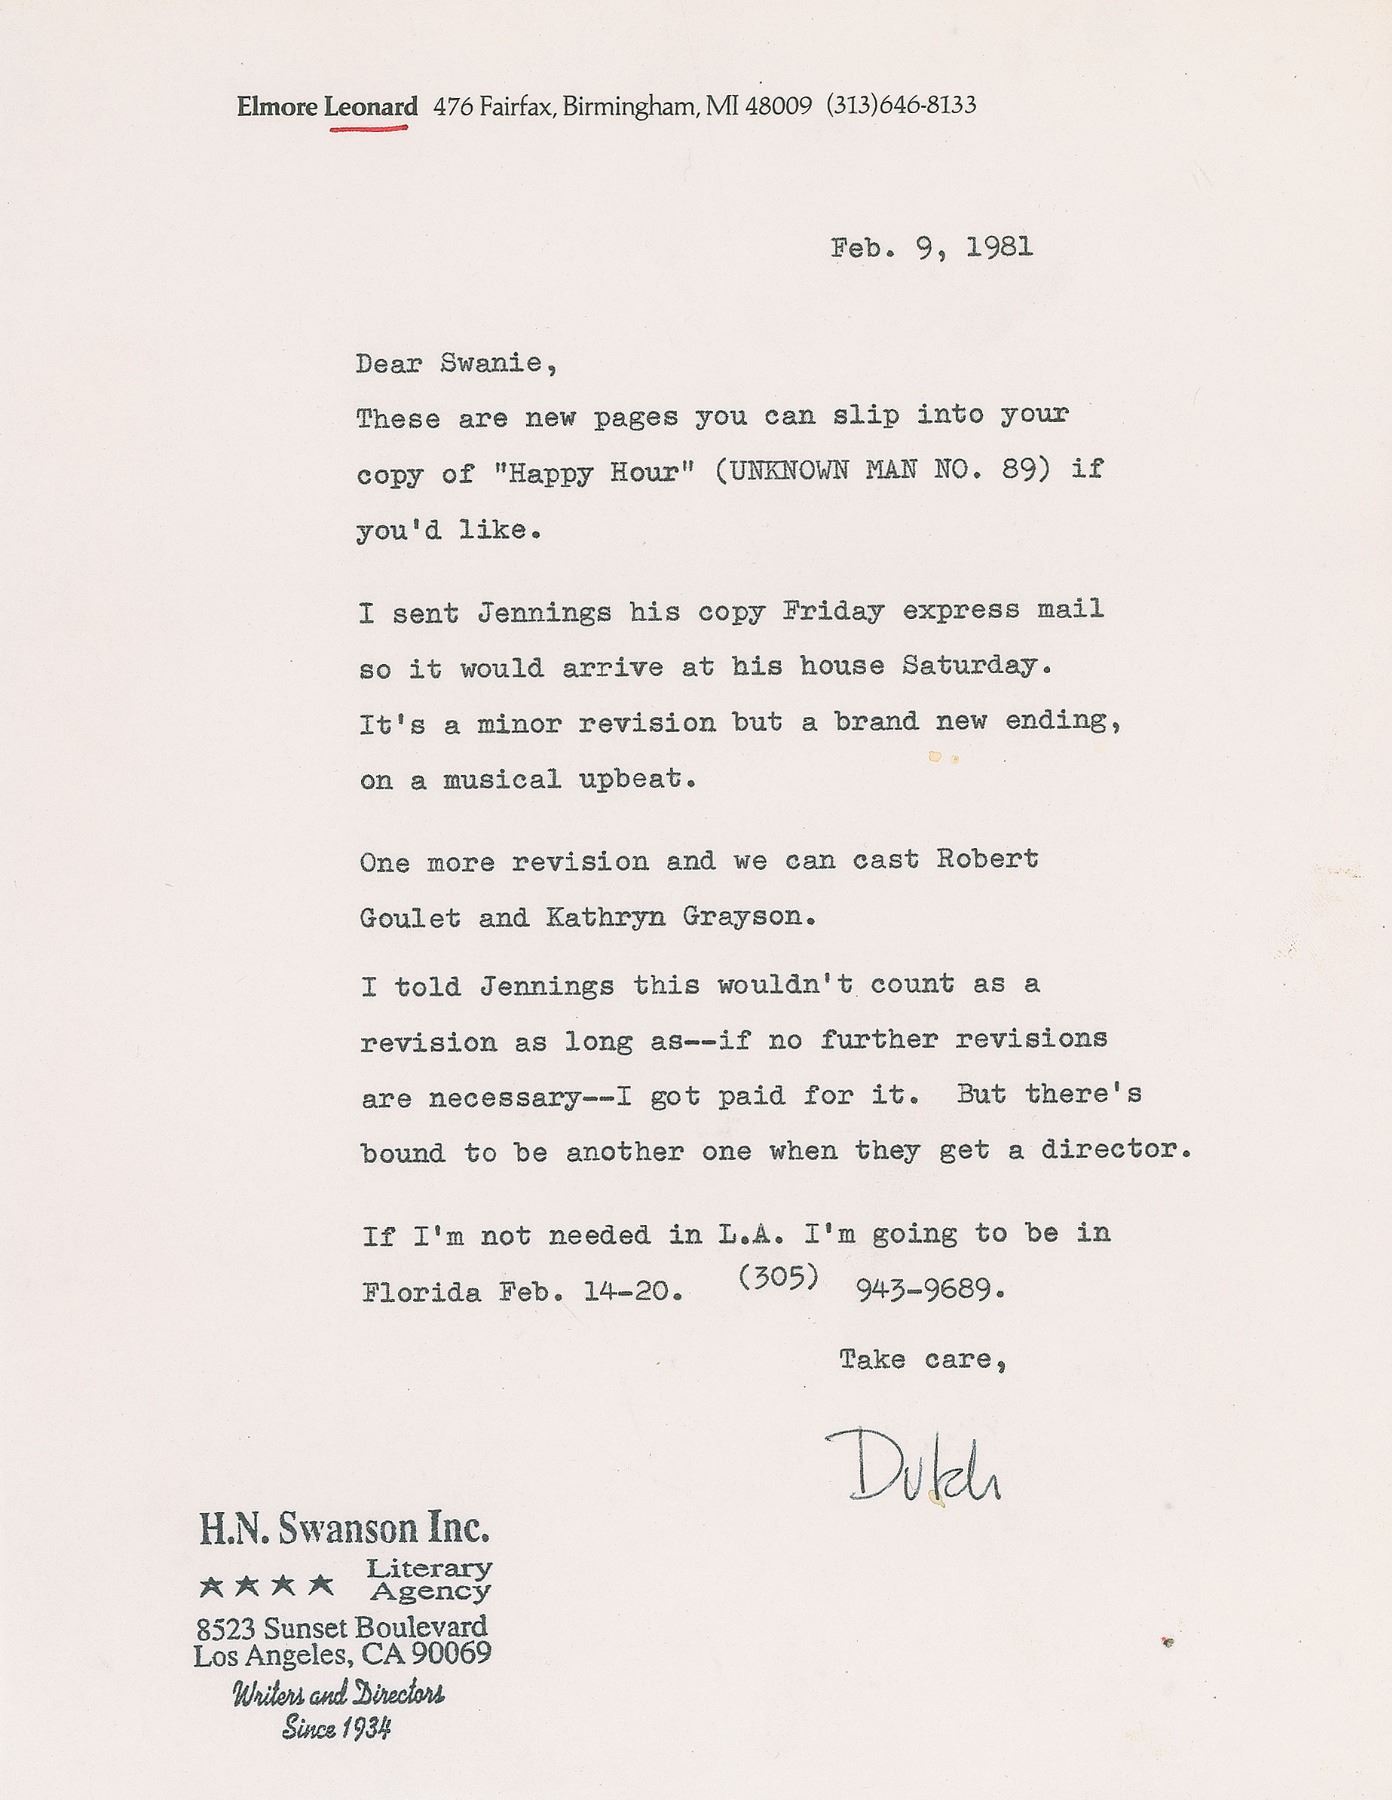 Elmore Leonard 476 Fairfax, Birmingham, MI 48009 (313)646-8133
Feb. 9, 1981
Dear Swanie,
These are new pages you can slip into your
copy of "Happy Hour" (UNKNOWN MAN NO. 89) if
you'd like.
I sent Jennings his copy Friday express mail
so it would arrive at his house Saturday.
It's a minor revision but a brand new ending,
on a musical upbeat.
One more revision and we can cast Robert
Goulet and Kathryn Grayson.
I told Jennings this wouldn't count as a
revision as long as--if no further revisions
are necessary--I got paid for it.  But there's
bound to be another one when they get a director.
If I'm not needed in L.A. I'm going to be in
Florida Feb. 14-20. (305) 943-9689.
Take care,
Dutch
H.N. Swanson Inc.
★ ★ ★ ★ Literary
Agency
8523 Sunset Boulevard
Los Angeles, CA 90069
Writers and Directors
Since 1934